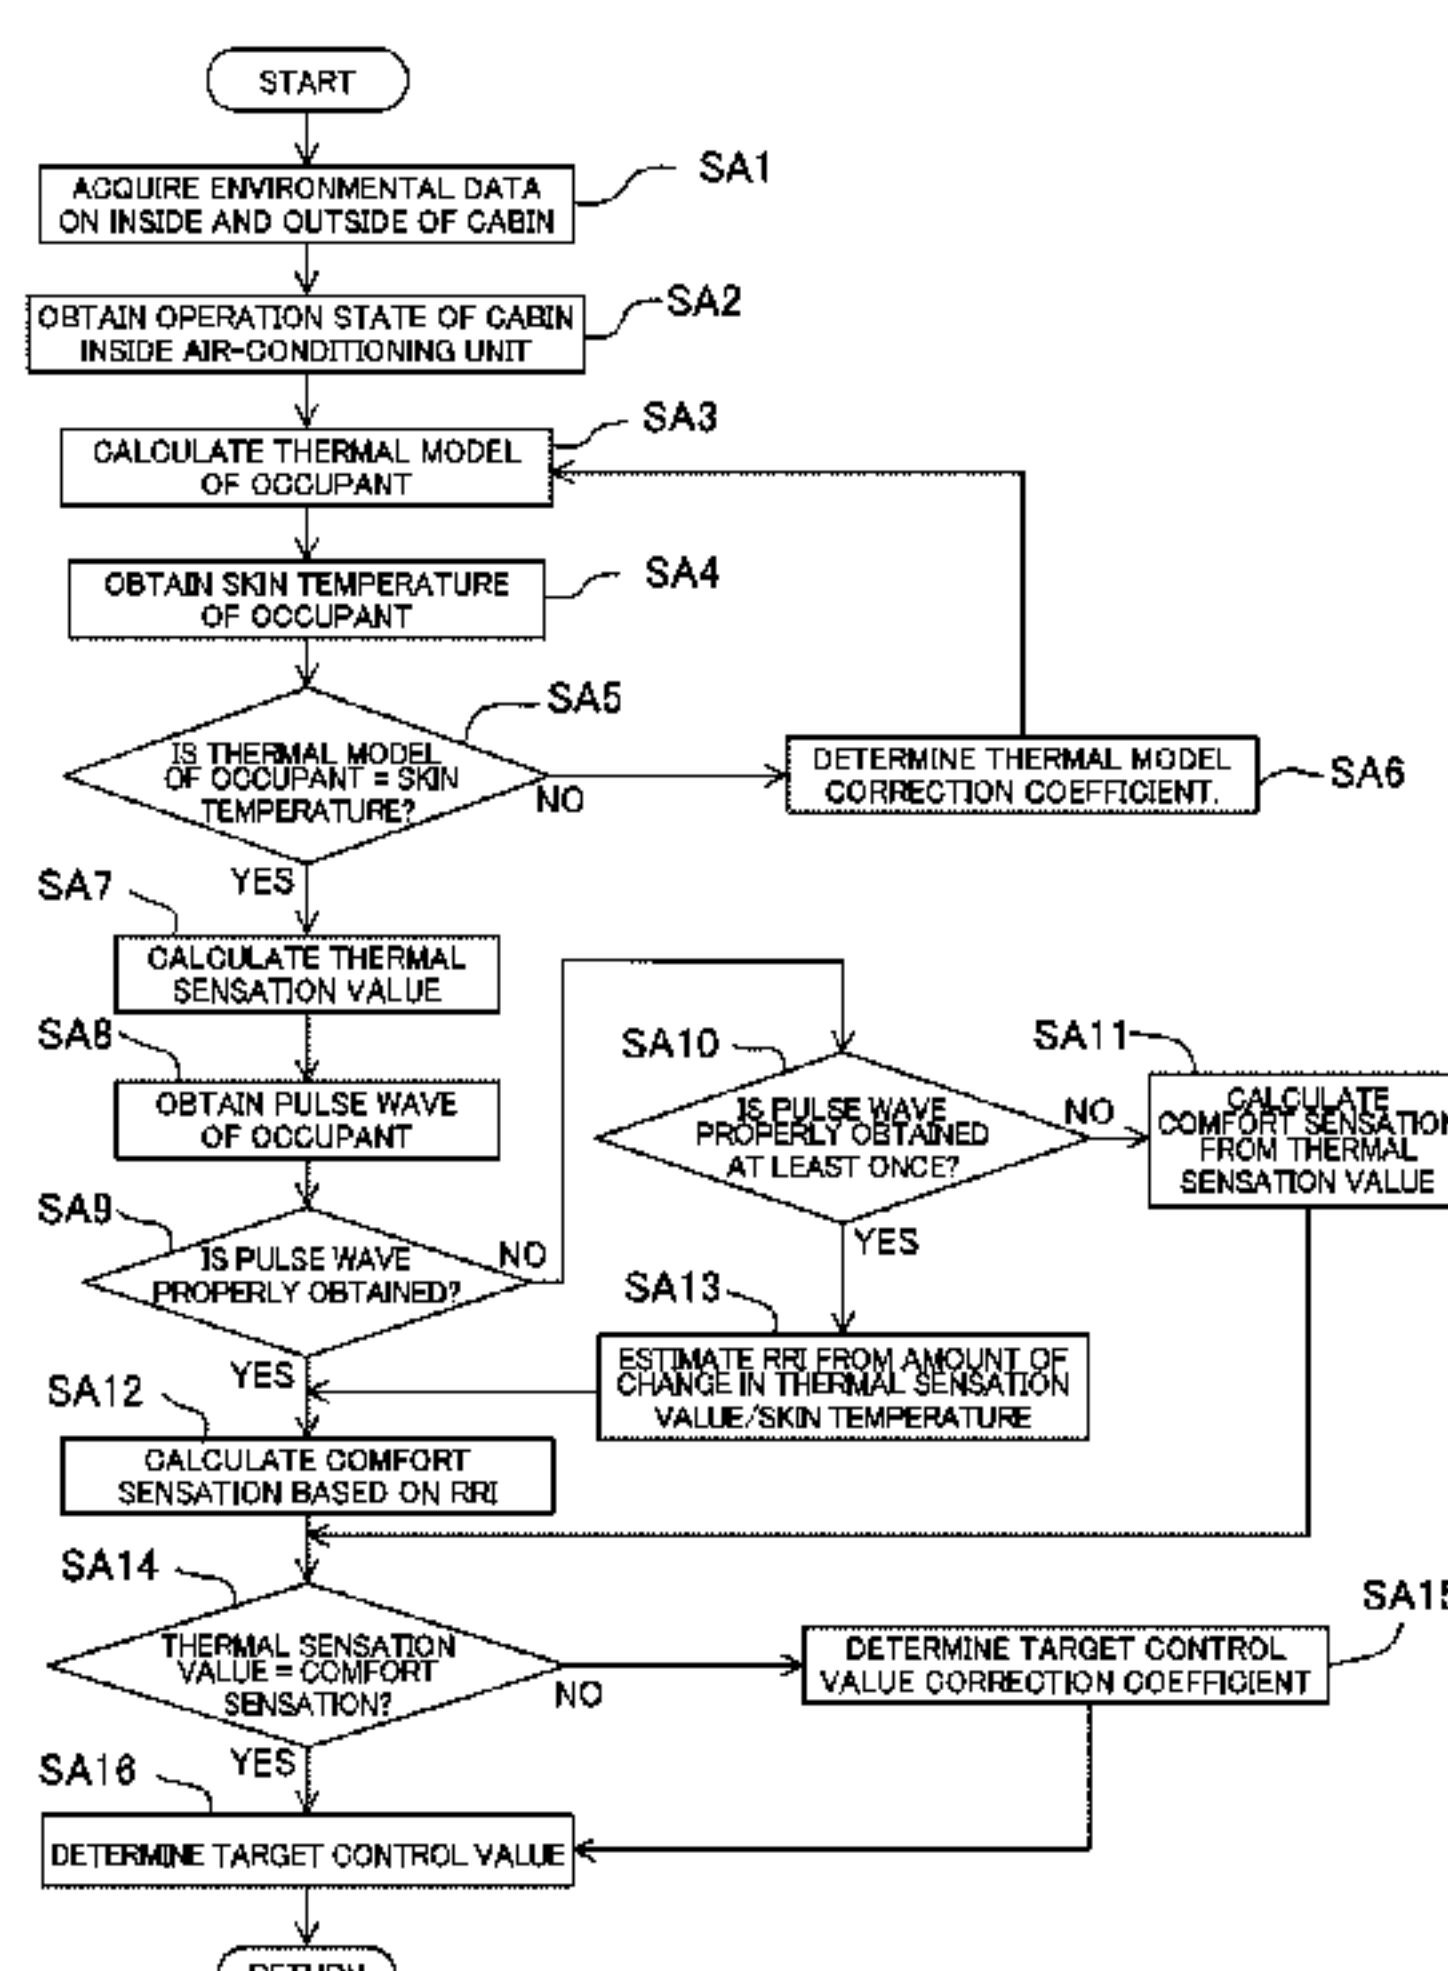 START
SA1
ACQUIRE ENVIRONMENTAL DATA
ON INSIDE AND OUTSIDE OF CABIN
SA2
OBTAIN OPERATION STATE OF CABIN
INSIDE AIR-CONDITIONING UNIT
SA3
CALCULATE THERMAL MODEL
OF OCCUPANT
SA4
OBTAIN SKIN TEMPERATURE
OF OCCUPANT
SA5
IS THERMAL MODEL
OF OCCUPANT = SKIN
TEMPERATURE?
NO
YES
DETERMINE THERMAL MODEL
CORRECTION COEFFICIENT.
SA6
SA7
CALCULATE THERMAL
SENSATION VALUE
SA8
OBTAIN PULSE WAVE
OF OCCUPANT
SA9
IS PULSE WAVE
PROPERLY OBTAINED?
NO
YES
SA10
IS PULSE WAVE
PROPERLY OBTAINED
AT LEAST ONCE?
NO
YES
SA11
CALCULATE
COMFORT SENSATION
FROM THERMAL
SENSATION VALUE
SA13
ESTIMATE RRI FROM AMOUNT OF
CHANGE IN THERMAL SENSATION
VALUE/SKIN TEMPERATURE
SA12
CALCULATE COMFORT
SENSATION BASED ON RRI
SA14
THERMAL SENSATION
VALUE = COMFORT
SENSATION?
NO
YES
SA15
DETERMINE TARGET CONTROL
VALUE CORRECTION COEFFICIENT
SA16
DETERMINE TARGET CONTROL VALUE
RETURN